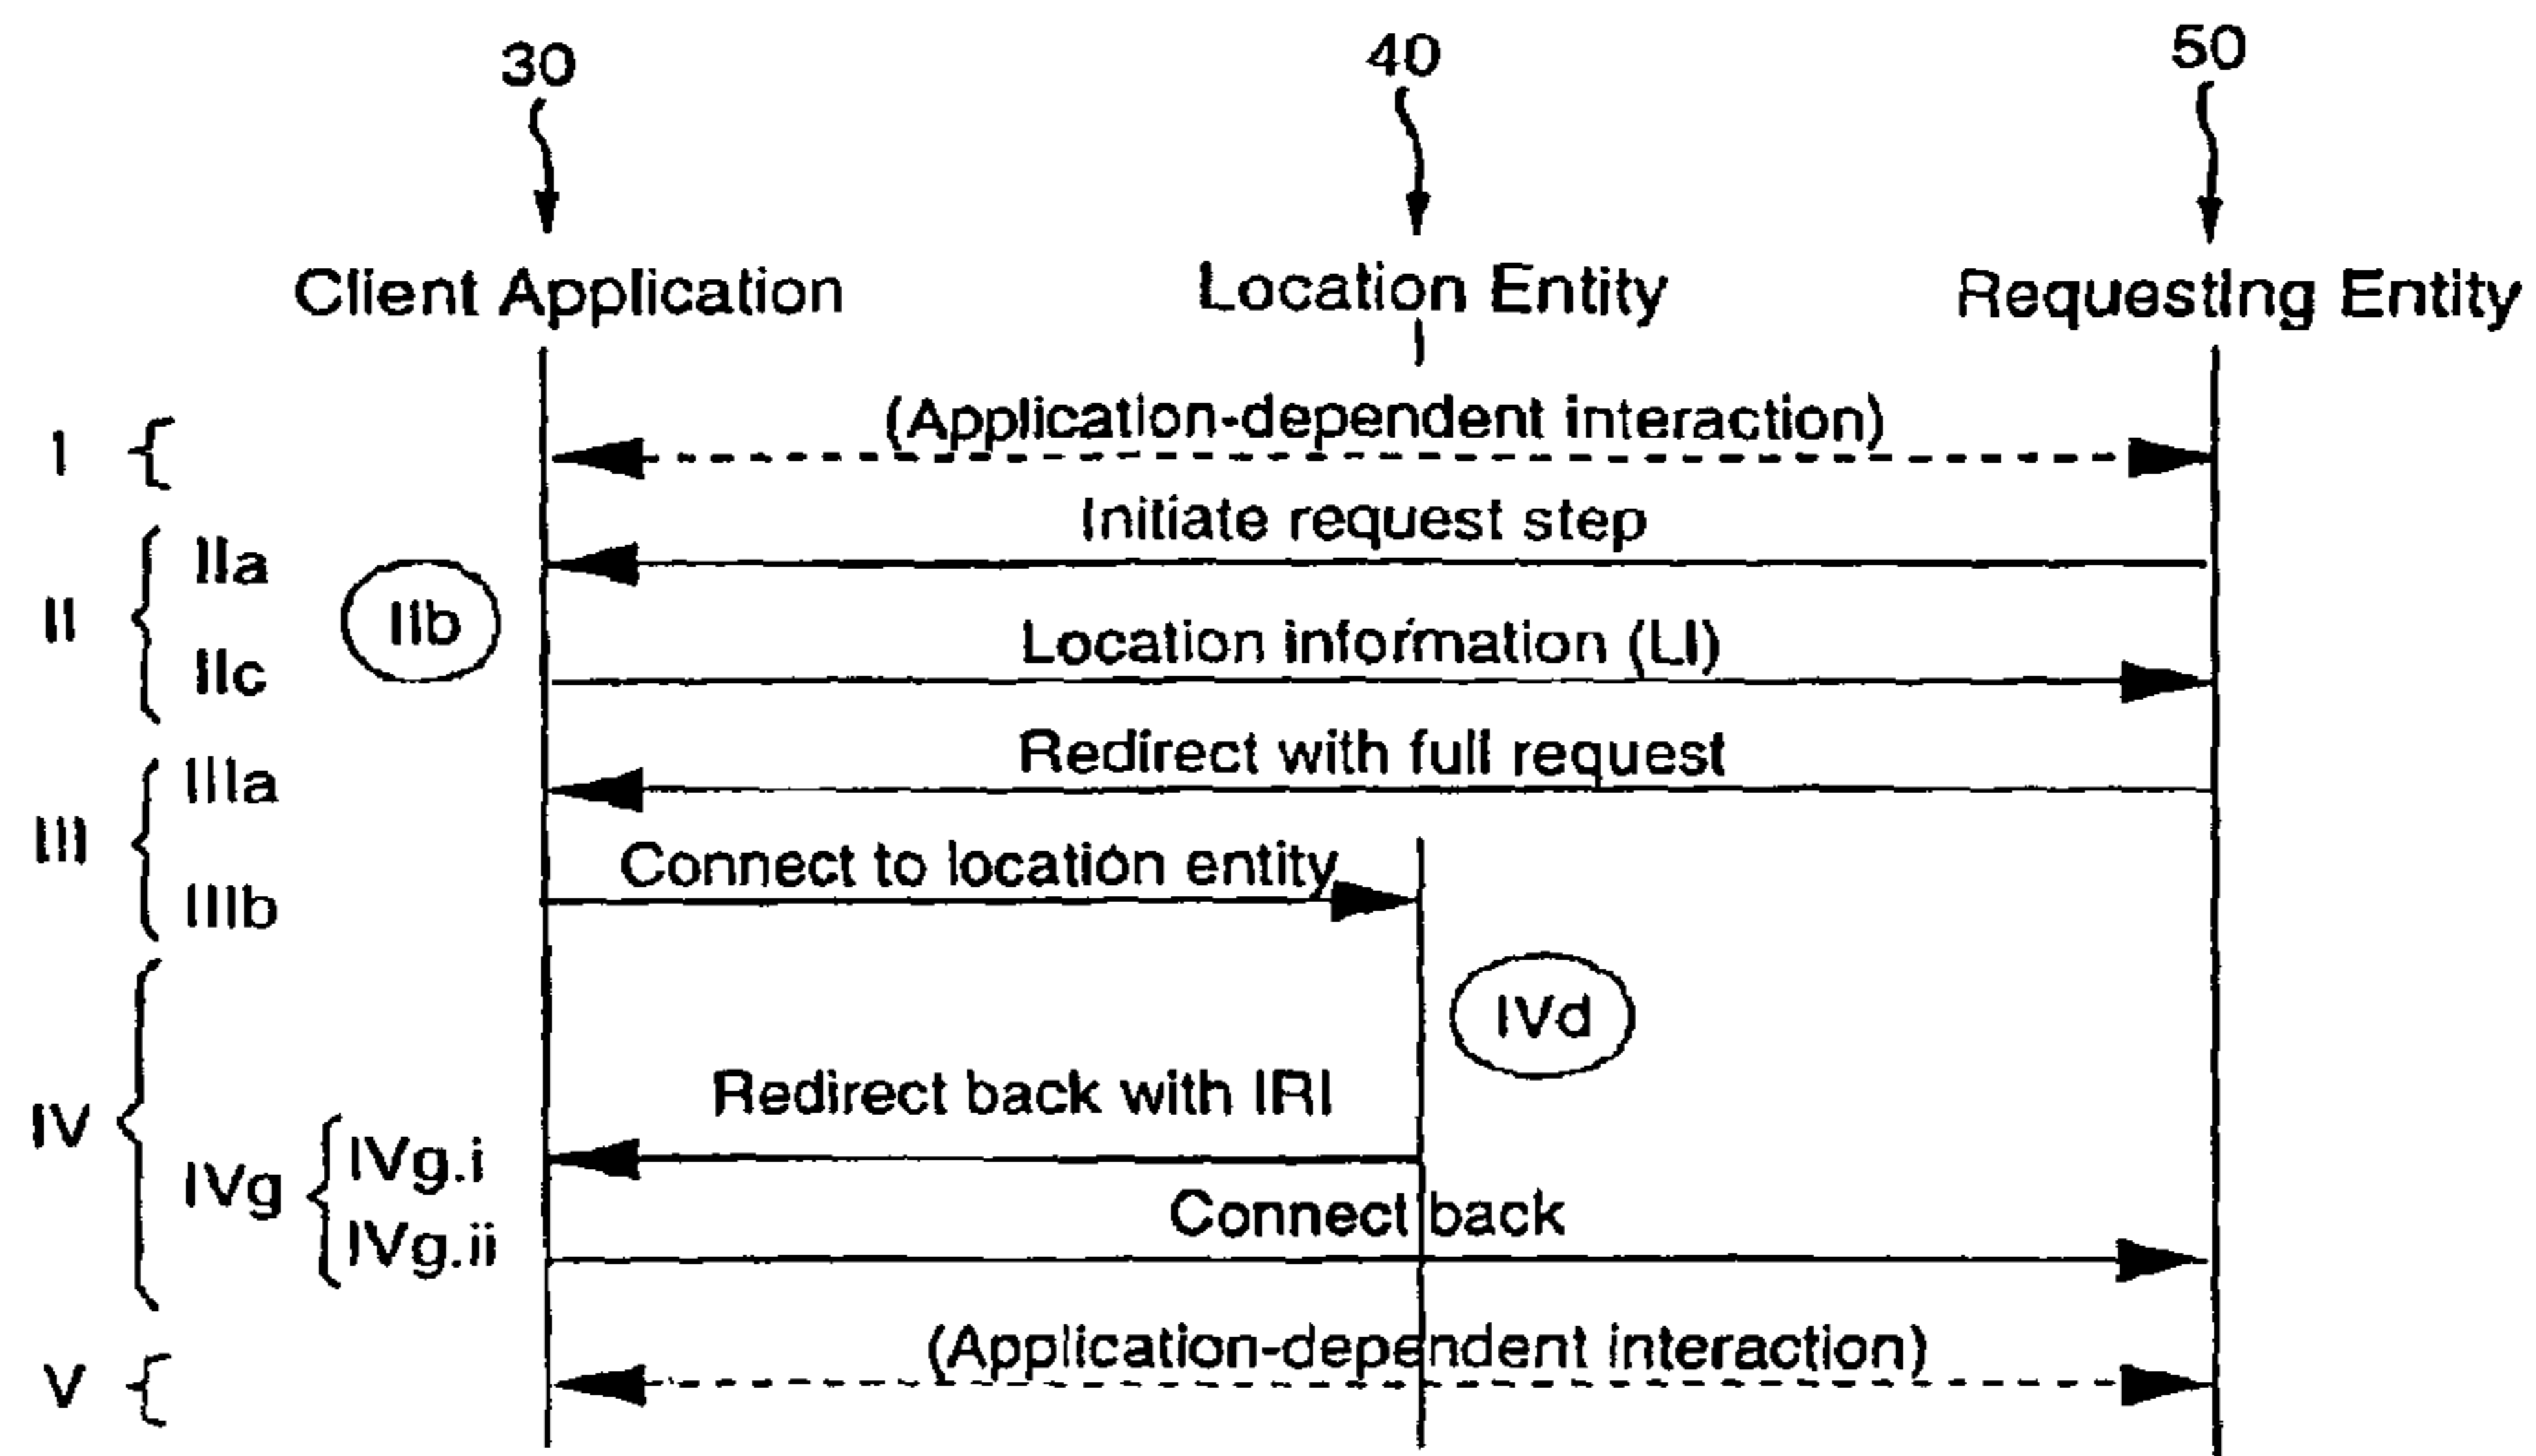 30 40 50
Client Application Location Entity Requesting Entity
I (Application-dependent interaction)
Initiate request step
IIa
II IIb
Location information (LI)
IIc
Redirect with full request
IIIa
III
Connect to location entity
IIIb
IVd
Redirect back with IRI
IV
IVg.i
IVg
Connect back
IVg.ii
(Application-dependent interaction)
V